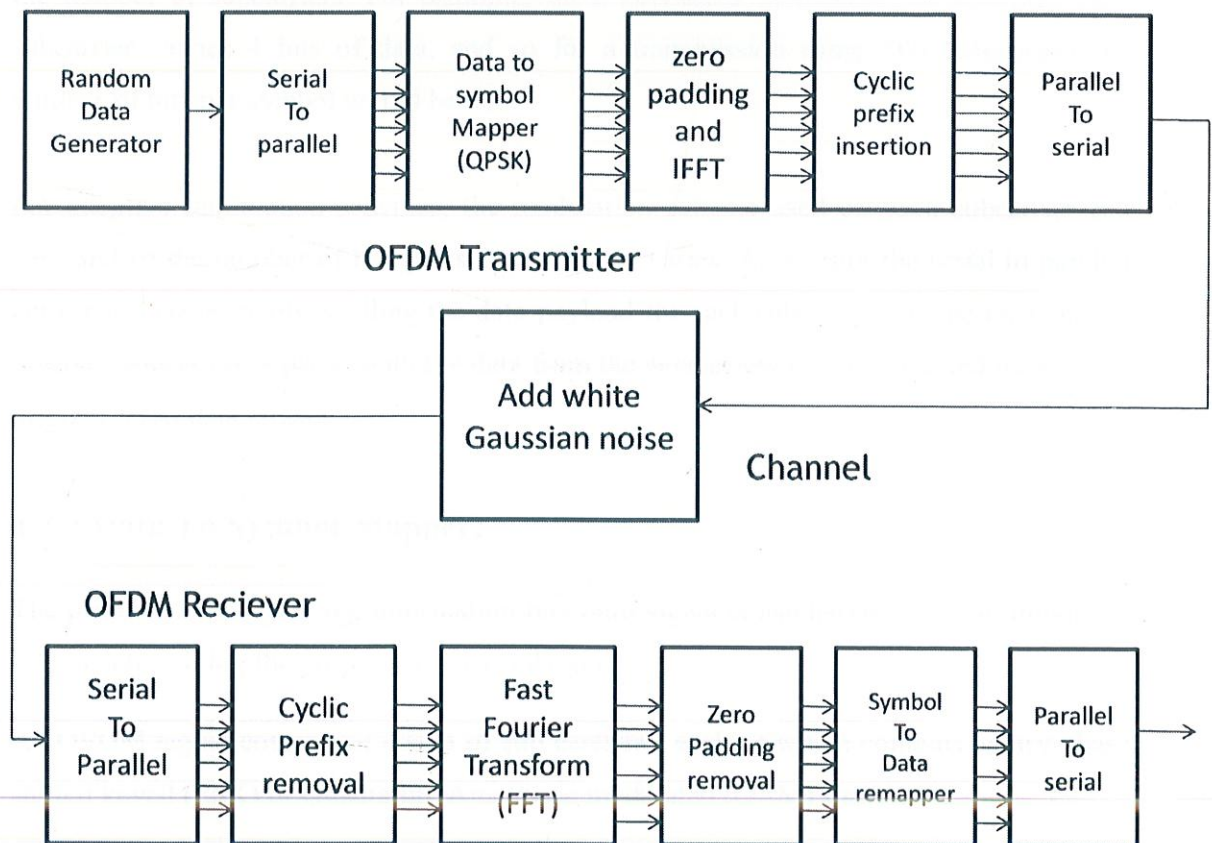 Random
Data
Generator
Serial
To
parallel
Data to
symbol
Mapper
(QPSK)
zero
padding
and
IFFT
Cyclic
prefix
insertion
Parallel
To
serial
OFDM Transmitter
Add white
Gaussian noise
Channel
OFDM Reciever
Serial
To
Parallel
Cyclic
Prefix
removal
Fast
Fourier
Transform
(FFT)
Zero
Padding
removal
Symbol
To
Data
remapper
Parallel
To
serial